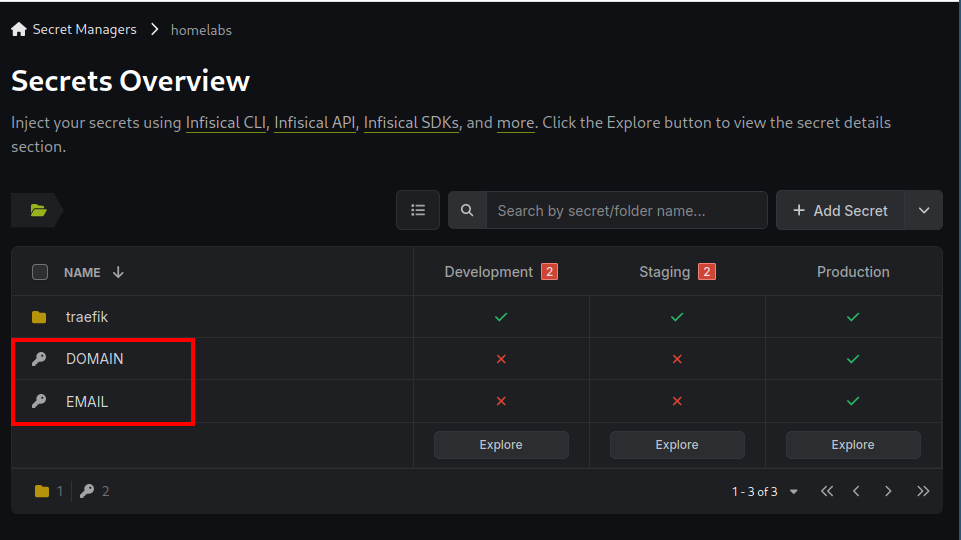 Secret Managers homelabs
Secrets Overview
Inject your secrets using Infisical CLI, Infisical API, Infisical SDKs, and more. Click the Explore button to view the secret details
section.
Search by secret/folder name... + Add Secret
NAME Development 2 Staging 2 Production
traefik
DOMAIN
EMAIL
Explore Explore Explore
1 2 1 - 3 of 3